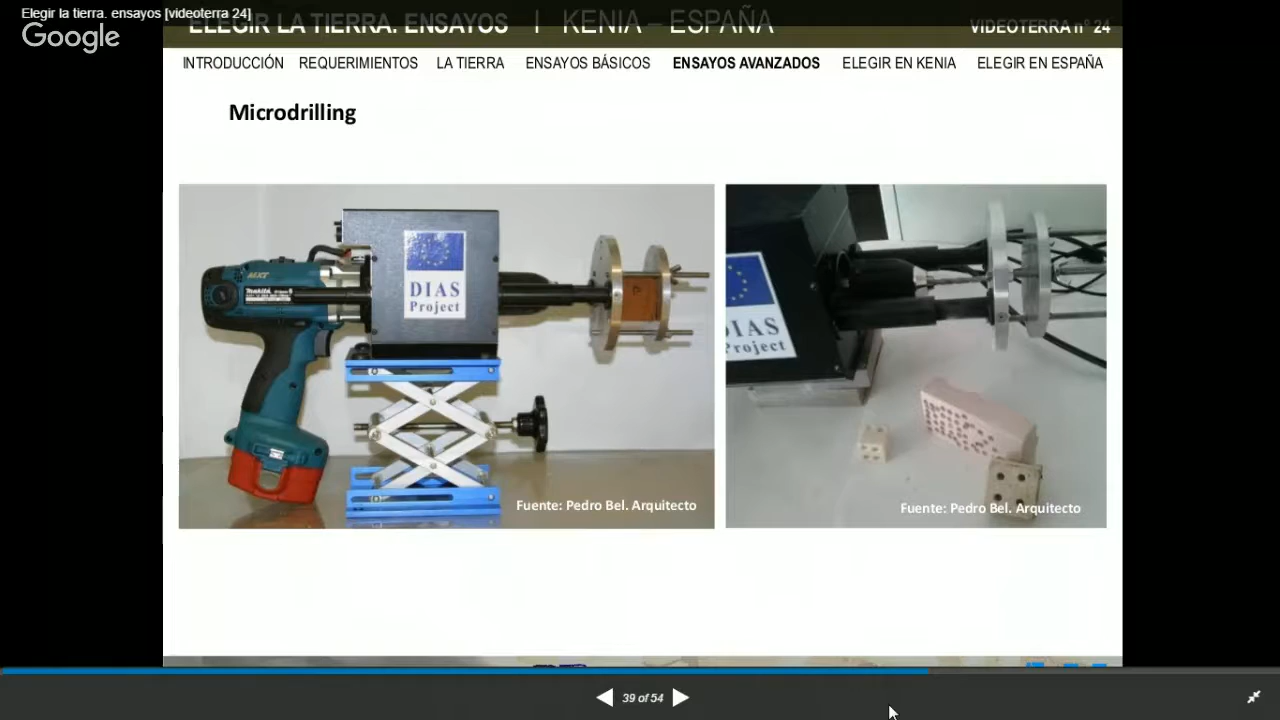 Elegir la tierra. ensayos [videoterra 24]
Google
ELEGIR LA TIERRA. ENSAYOS | KENIA – ESPAÑA
VIDEOTERRA nº 24
INTRODUCCIÓN REQUERIMIENTOS LA TIERRA ENSAYOS BÁSICOS ENSAYOS AVANZADOS ELEGIR EN KENIA ELEGIR EN ESPAÑA
Microdrilling
MXT
Makita
DIAS
Project
Fuente: Pedro Bel. Arquitecto
DIAS
Project
Fuente: Pedro Bel. Arquitecto
39 of 54